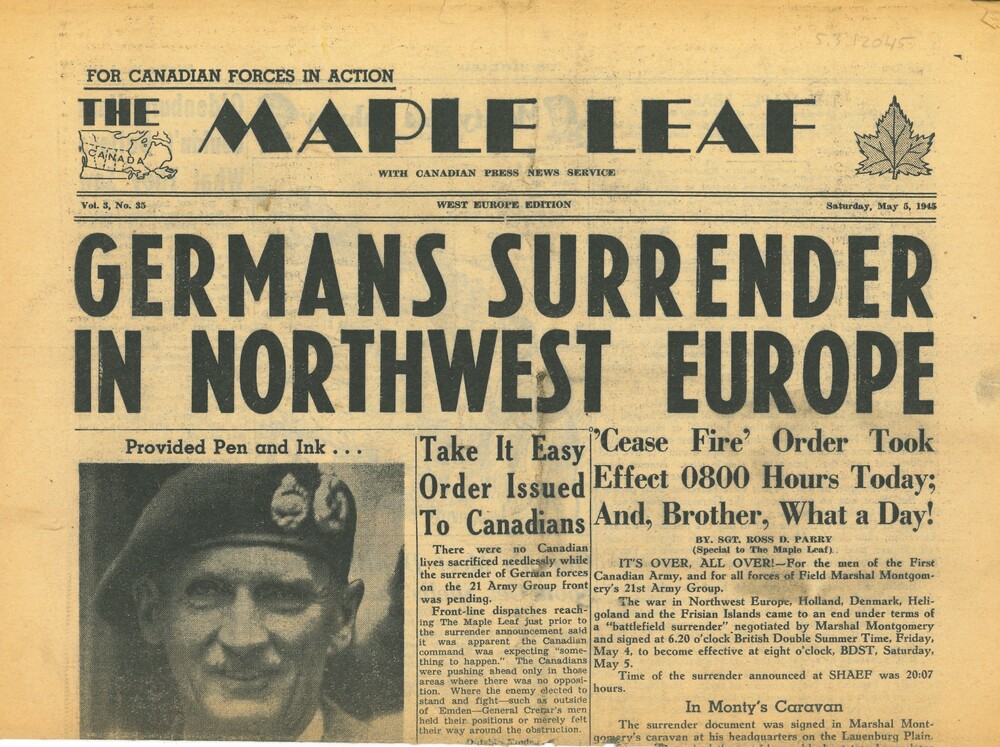 FOR CANADIAN FORCES IN ACTION
THE MAPLE LEAF
CANADA
WITH CANADIAN PRESS NEWS SERVICE
Vol. 3, No. 35
WEST EUROPE EDITION
Saturday, May 5, 1945
GERMANS SURRENDER
IN NORTHWEST EUROPE
Provided Pen and Ink . . .
Take It Easy
Order Issued
To Canadians
There were no Canadian
lives sacrificed needlessly while
the surrender of German forces
on the 21 Army Group front
was pending.
Front-line dispatches reach-
ing The Maple Leaf just prior to
the surrender announcement said
it was apparent the Canadian
command was expecting "some-
thing to happen." The Canadians
were pushing ahead only in those
areas where there was no opposi-
tion. Where the enemy elected to
stand and fight—such as outside
of Emden—General Crerar's men
held their positions or merely felt
their way around the obstruction.
'Cease Fire' Order Took
Effect 0800 Hours Today;
And, Brother, What a Day!
BY. SGT. ROSS D. PARRY
(Special to The Maple Leaf)
IT'S OVER, ALL OVER!—For the men of the First
Canadian Army, and for all forces of Field Marshal Montgom-
ery's 21st Army Group.
The war in Northwest Europe, Holland, Denmark, Heli-
goland and the Frisian Islands came to an end under terms of
a "battlefield surrender" negotiated by Marshal Montgomery
and signed at 6.20 o'clock British Double Summer Time, Friday,
May 4, to become effective at eight o'clock, BDST, Saturday,
May 5.
Time of the surrender announced at SHAEF was 20:07
hours.
In Monty's Caravan
The surrender document was signed in Marshal Mont-
gomery's caravan at his headquarters on the Lauenburg Plain.